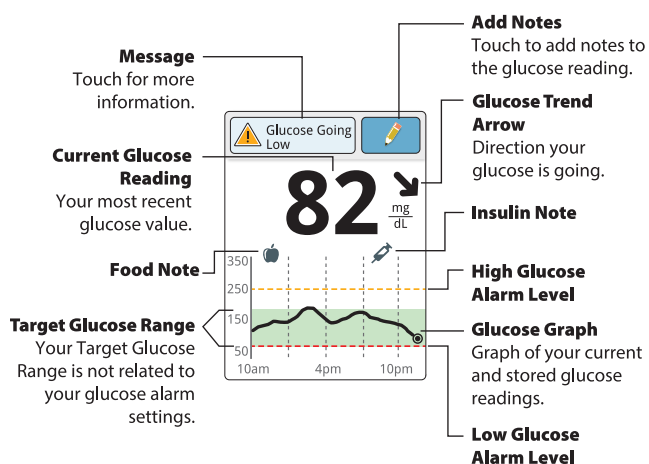 Message
Touch for more
information.
Current Glucose
Reading
Your most recent
glucose value.
Food Note
Target Glucose Range
Your Target Glucose
Range is not related to
your glucose alarm
settings.
Glucose Going
Low
82
mg
dL
350
250
150
50
10am
4pm
10pm
Add Notes
Touch to add notes to
the glucose reading.
Glucose Trend
Arrow
Direction your
glucose is going.
Insulin Note
High Glucose
Alarm Level
Glucose Graph
Graph of your current
and stored glucose
readings.
Low Glucose
Alarm Level